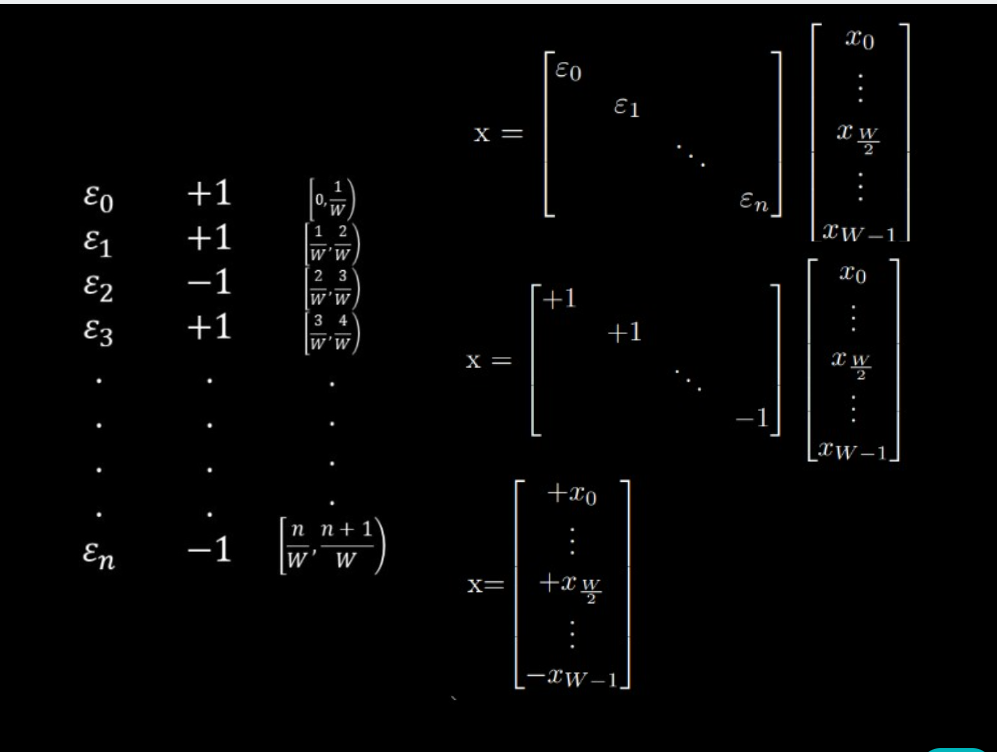 ε₀ +1 [0, 1/W)
ε₁ +1 [1/W, 2/W)
ε₂ −1 [2/W, 3/W)
ε₃ +1 [3/W, 4/W)
. . .
. . .
. . .
. . .
εₙ −1 [n/W, n+1/W)
x = [ε₀ ε₁ ⋱ εₙ] [x₀ ⋮ x_{W/2} ⋮ x_{W−1}]
x = [+1 +1 ⋱ −1] [x₀ ⋮ x_{W/2} ⋮ x_{W−1}]
x= [+x₀ ⋮ +x_{W/2} ⋮ −x_{W−1}]